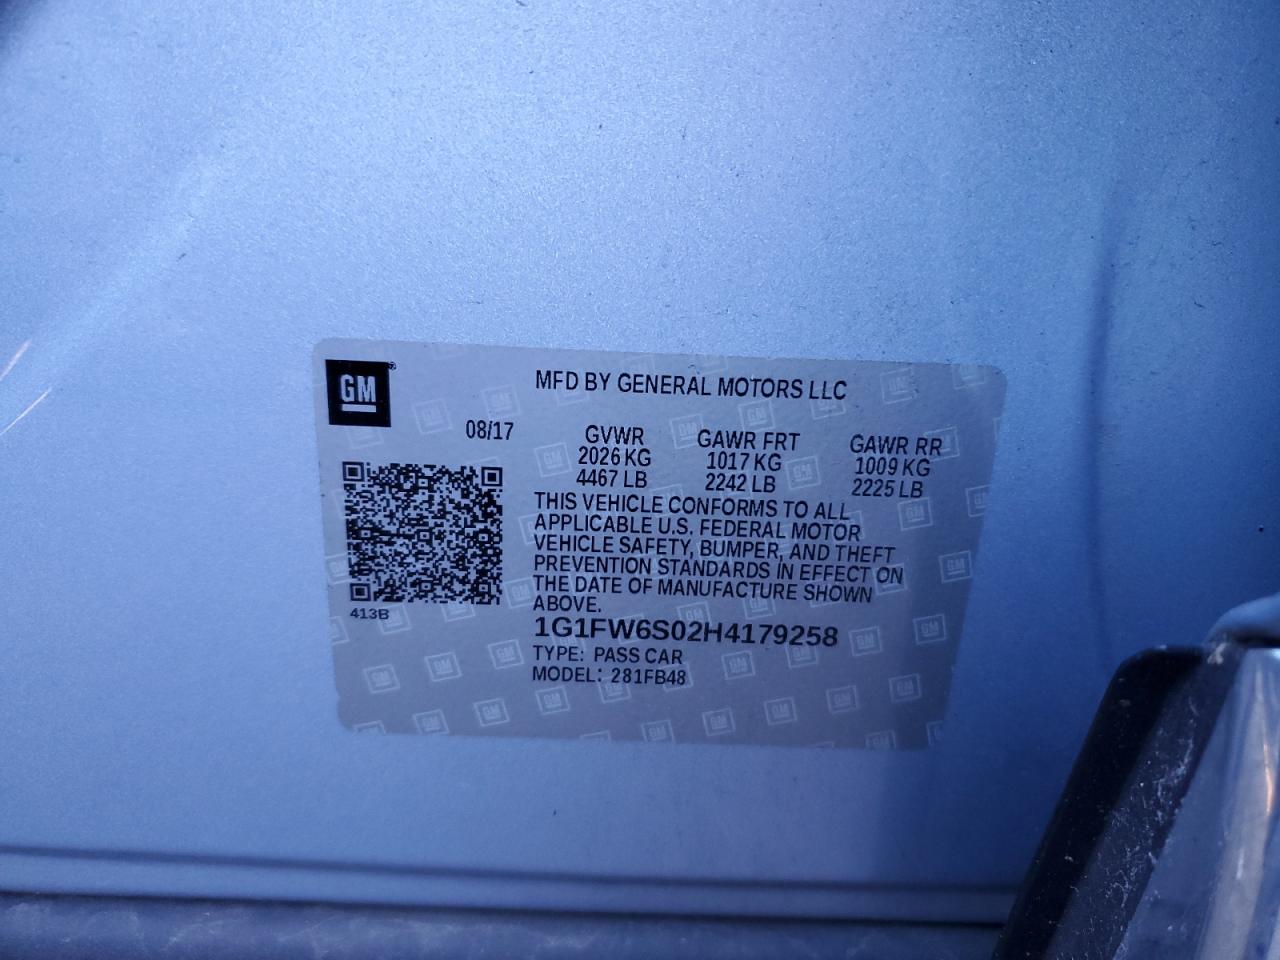 GM
MFD BY GENERAL MOTORS LLC
08/17
GVWR GAWR FRT GAWR RR
2026 KG 1017 KG 1009 KG
4467 LB 2242 LB 2225 LB
THIS VEHICLE CONFORMS TO ALL
APPLICABLE U.S. FEDERAL MOTOR
VEHICLE SAFETY, BUMPER, AND THEFT
PREVENTION STANDARDS IN EFFECT ON
THE DATE OF MANUFACTURE SHOWN
ABOVE.
413B
1G1FW6S02H4179258
TYPE: PASS CAR
MODEL: 281FB48